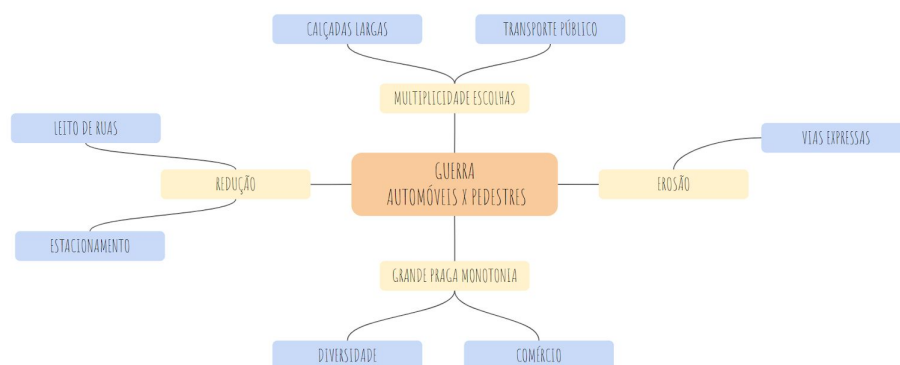 CALÇADAS LARGAS
TRANSPORTE PÚBLICO
MULTIPLICIDADE ESCOLHAS
LEITO DE RUAS
VIAS EXPRESSAS
GUERRA
AUTOMÓVEIS X PEDESTRES
REDUÇÃO
EROSÃO
ESTACIONAMENTO
GRANDE PRAGA MONOTONIA
DIVERSIDADE
COMÉRCIO